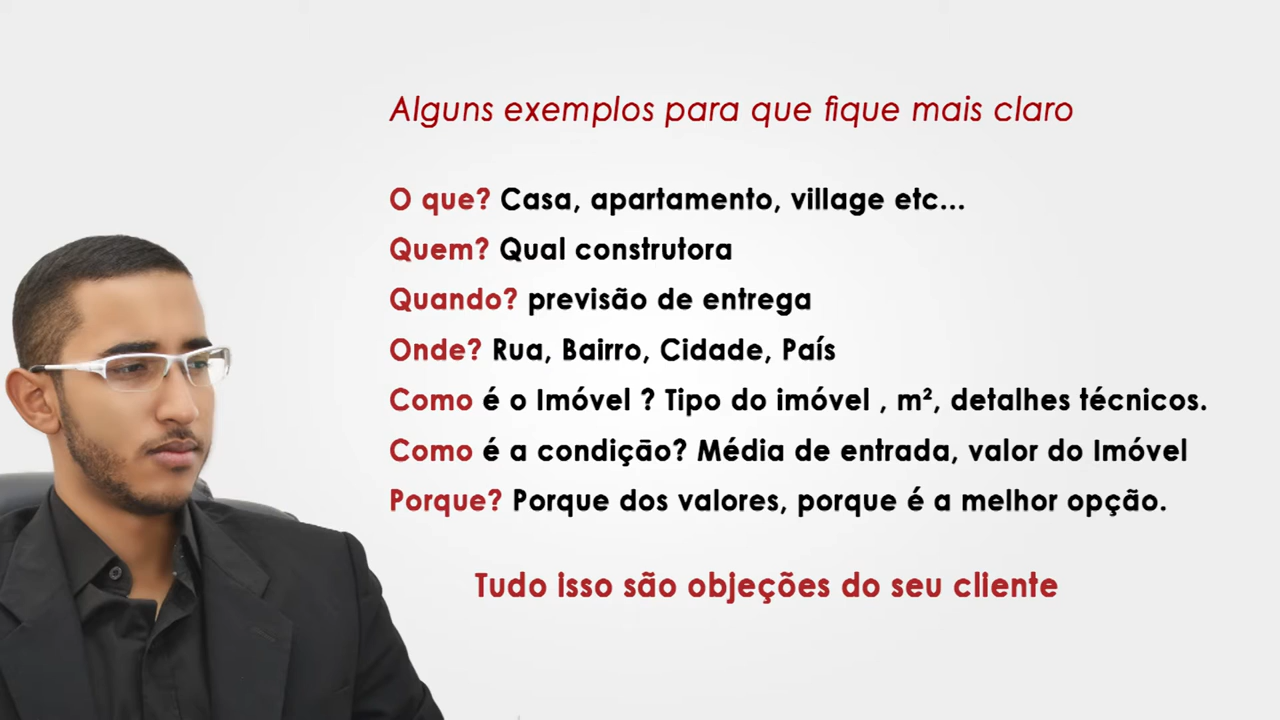 Alguns exemplos para que fique mais claro
O que? Casa, apartamento, village etc...
Quem? Qual construtora
Quando? previsão de entrega
Onde? Rua, Bairro, Cidade, País
Como é o Imóvel ? Tipo do imóvel , m², detalhes técnicos.
Como é a condição? Média de entrada, valor do Imóvel
Porque? Porque dos valores, porque é a melhor opção.
Tudo isso são objeções do seu cliente